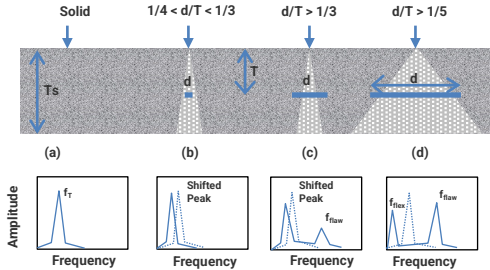 Solid
1/4 < d/T < 1/3
d/T > 1/3
d/T > 1/5
Ts
d
T
d
d
(a)
(b)
(c)
(d)
Amplitude
fT
Shifted
Peak
Shifted
Peak
fflaw
fflex
fflaw
Frequency
Frequency
Frequency
Frequency